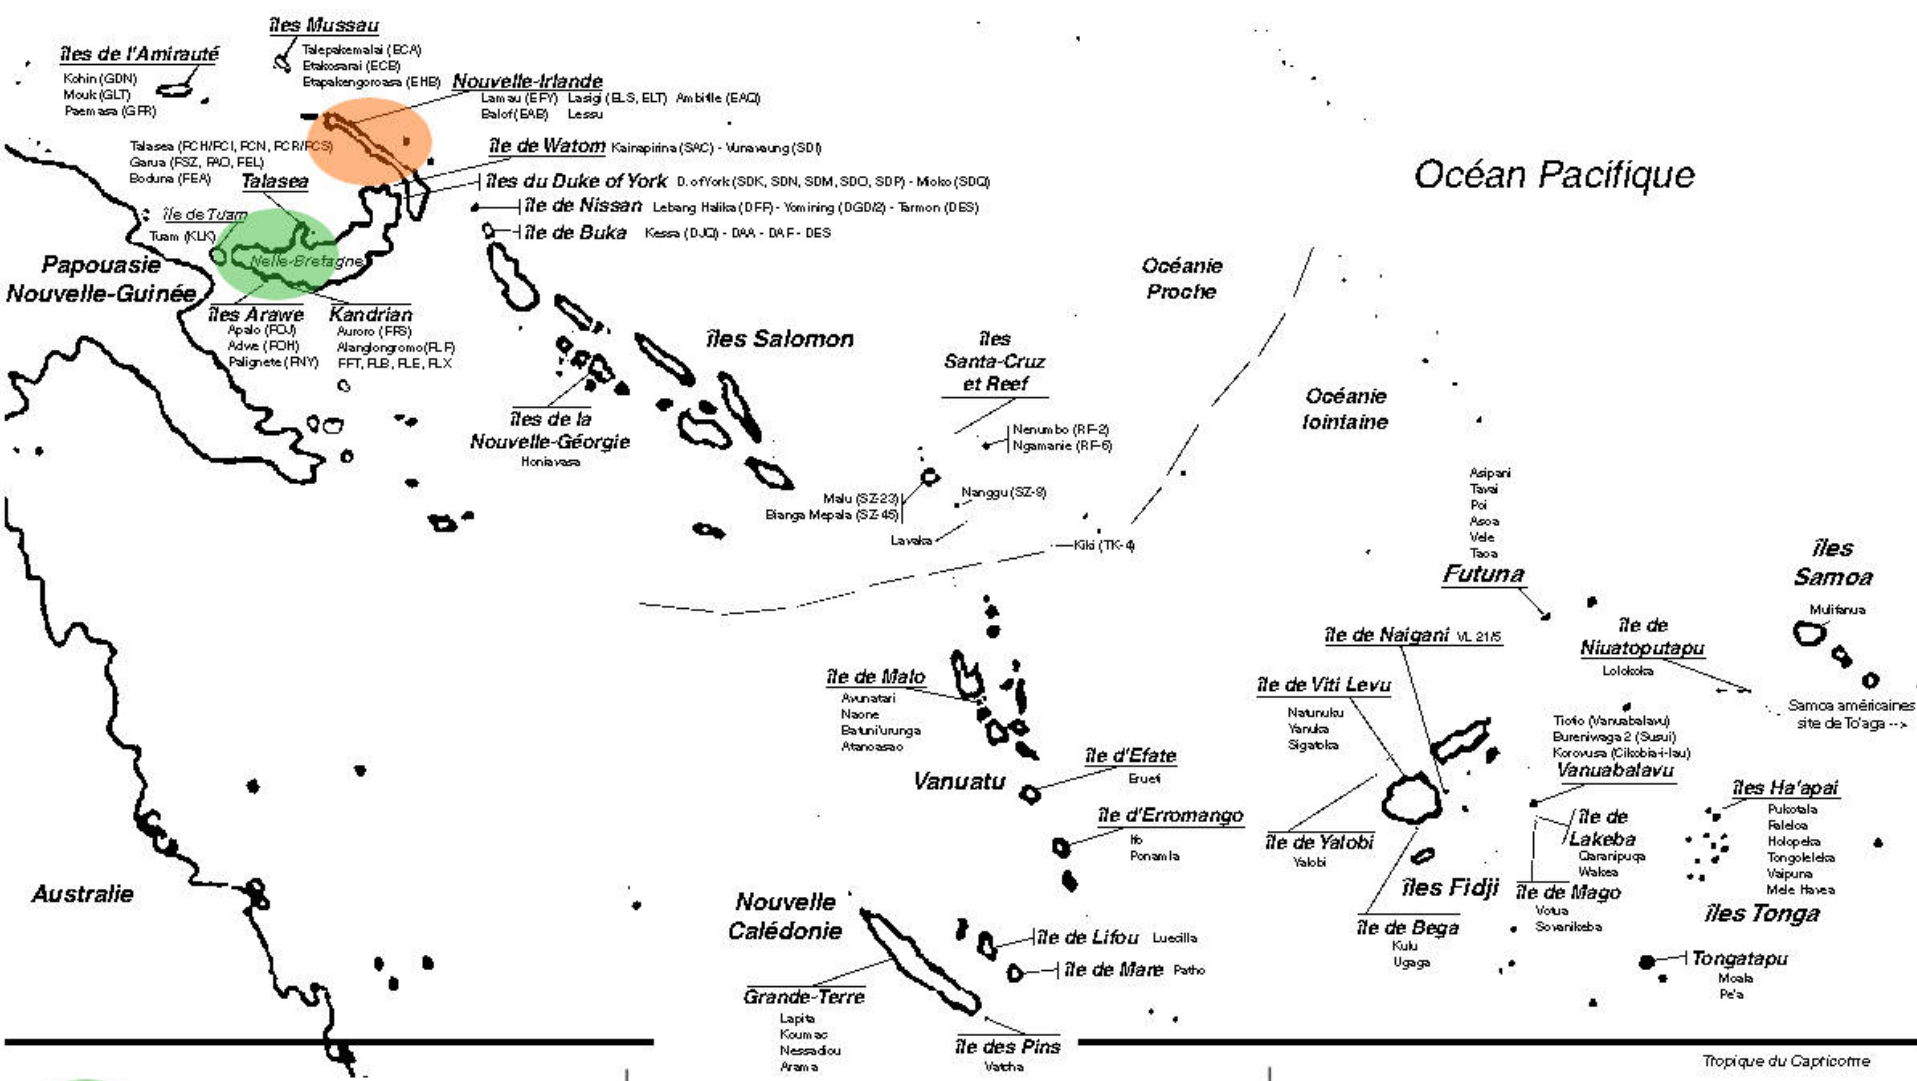 îles Mussau
Talepakemalai (ECA)
Etakosarai (ECB)
Etapakengoroasa (EHB)
îles de l'Amirauté
Kohin (GDN)
Mouk (GLT)
Paemasa (GFR)
Nouvelle-Irlande
Lamau (EFY) Lasigi (ELS, ELT) Ambitle (EAQ)
Balof (EAB) Lessu
Talasea (FCH/FCI, FCN, FCR/FCS)
Garua (FSZ, FAO, FEL)
Boduna (FEA)
Talasea
île de Watom Kainapirina (SAC) - Vunavaung (SDI)
îles du Duke of York D. of York (SDK, SDN, SDM, SDO, SDP) - Mioko (SDQ)
île de Nissan Lebang Halika (DFF) - Yomining (DGD/2) - Tarmon (DES)
île de Buka Kessa (DJQ) - DAA - DAF - DES
île de Tuam
Tuam (KLK)
Nelle-Bretagne
Papouasie
Nouvelle-Guinée
îles Arawe
Apalo (FOJ)
Adwe (FOH)
Palignete (FNY)
Kandrian
Auroro (FFS)
Alanglongromo (FLF)
FFT, FLB, FLE, FLX
Océan Pacifique
Océanie
Proche
Océanie
lointaine
îles Salomon
îles
Santa-Cruz
et Reef
Nenumbo (RF-2)
Ngamanie (RF-6)
îles de la
Nouvelle-Géorgie
Honiavasa
Malu (SZ-23)
Bianga Mepala (SZ-45)
Nanggu (SZ-8)
Lavaka
Kiki (TK-4)
Asipani
Tavai
Poi
Asoa
Vele
Taoa
Futuna
îles
Samoa
Mulifanua
Samoa américaines
site de To'aga -->
île de
Niuatoputapu
Lolokoka
île de Naigani VL 21/5
île de Viti Levu
Natunuku
Yanuka
Sigatoka
île de Malo
Avunatari
Naone
Batuni'urunga
Atanoasao
Vanuatu
île d'Efate
Erueti
île d'Erromango
Ifo
Ponamla
Tiotio (Vanuabalavu)
Bureniwaga 2 (Susui)
Korovusa (Cikobia-i-lau)
Vanuabalavu
île de
Lakeba
Qaranipuqa
Wakea
île de Mago
Votua
Sovanikeba
îles Ha'apai
Pukotala
Faleloa
Holopeka
Tongoleleka
Vaipuna
Mele Havea
îles Tonga
Tongatapu
Moala
Pe'a
île de Yalobi
Yalobi
îles Fidji
île de Bega
Kulu
Ugaga
Australie
Nouvelle
Calédonie
île de Lifou Luecilla
île de Mare Patho
Grande-Terre
Lapita
Koumac
Nessadiou
Arama
île des Pins
Vatcha
Tropique du Capricorne